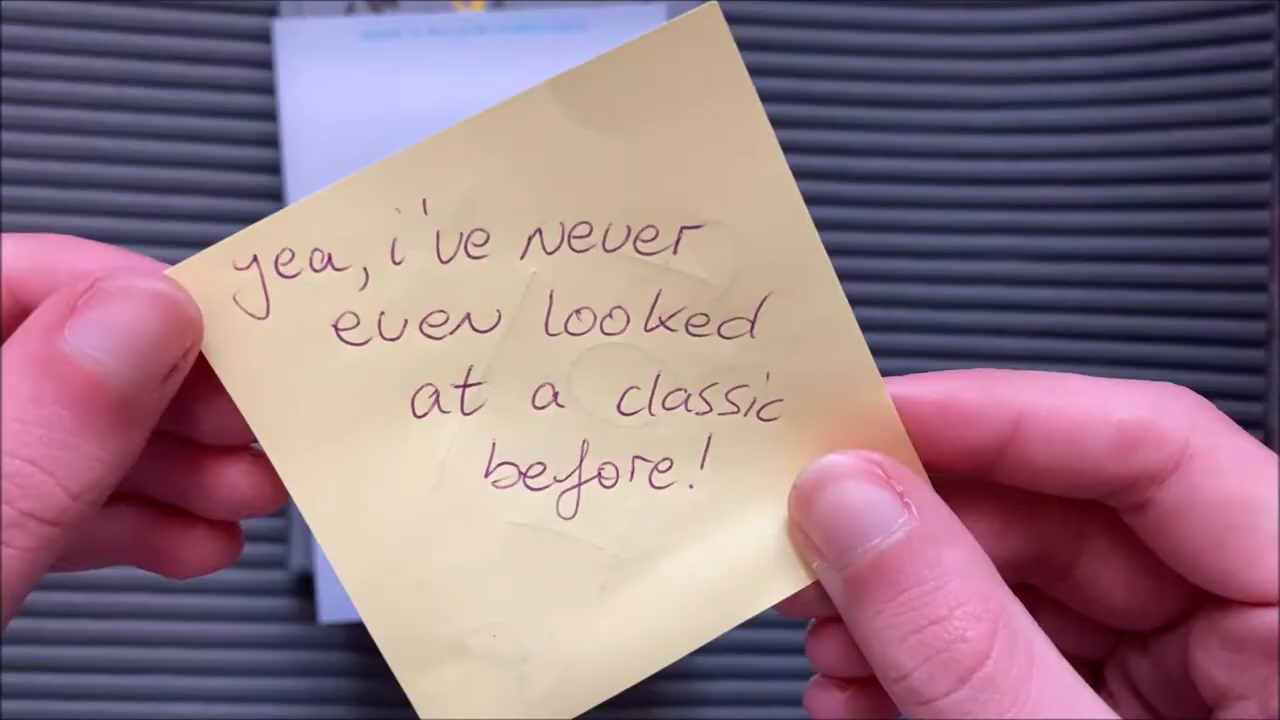 yea, i've never
even looked
at a classic
before!